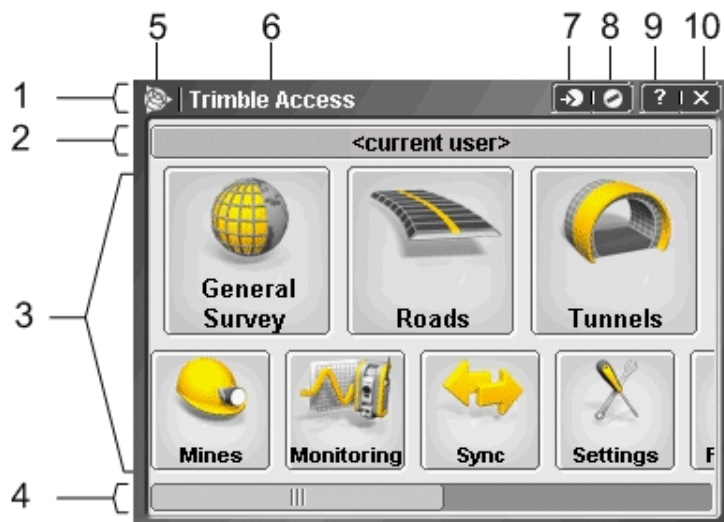 5 6 7 8 9 10
1 Trimble Access ? X
2 <current user>
3
General Survey
Roads
Tunnels
Mines
Monitoring
Sync
Settings
F
4